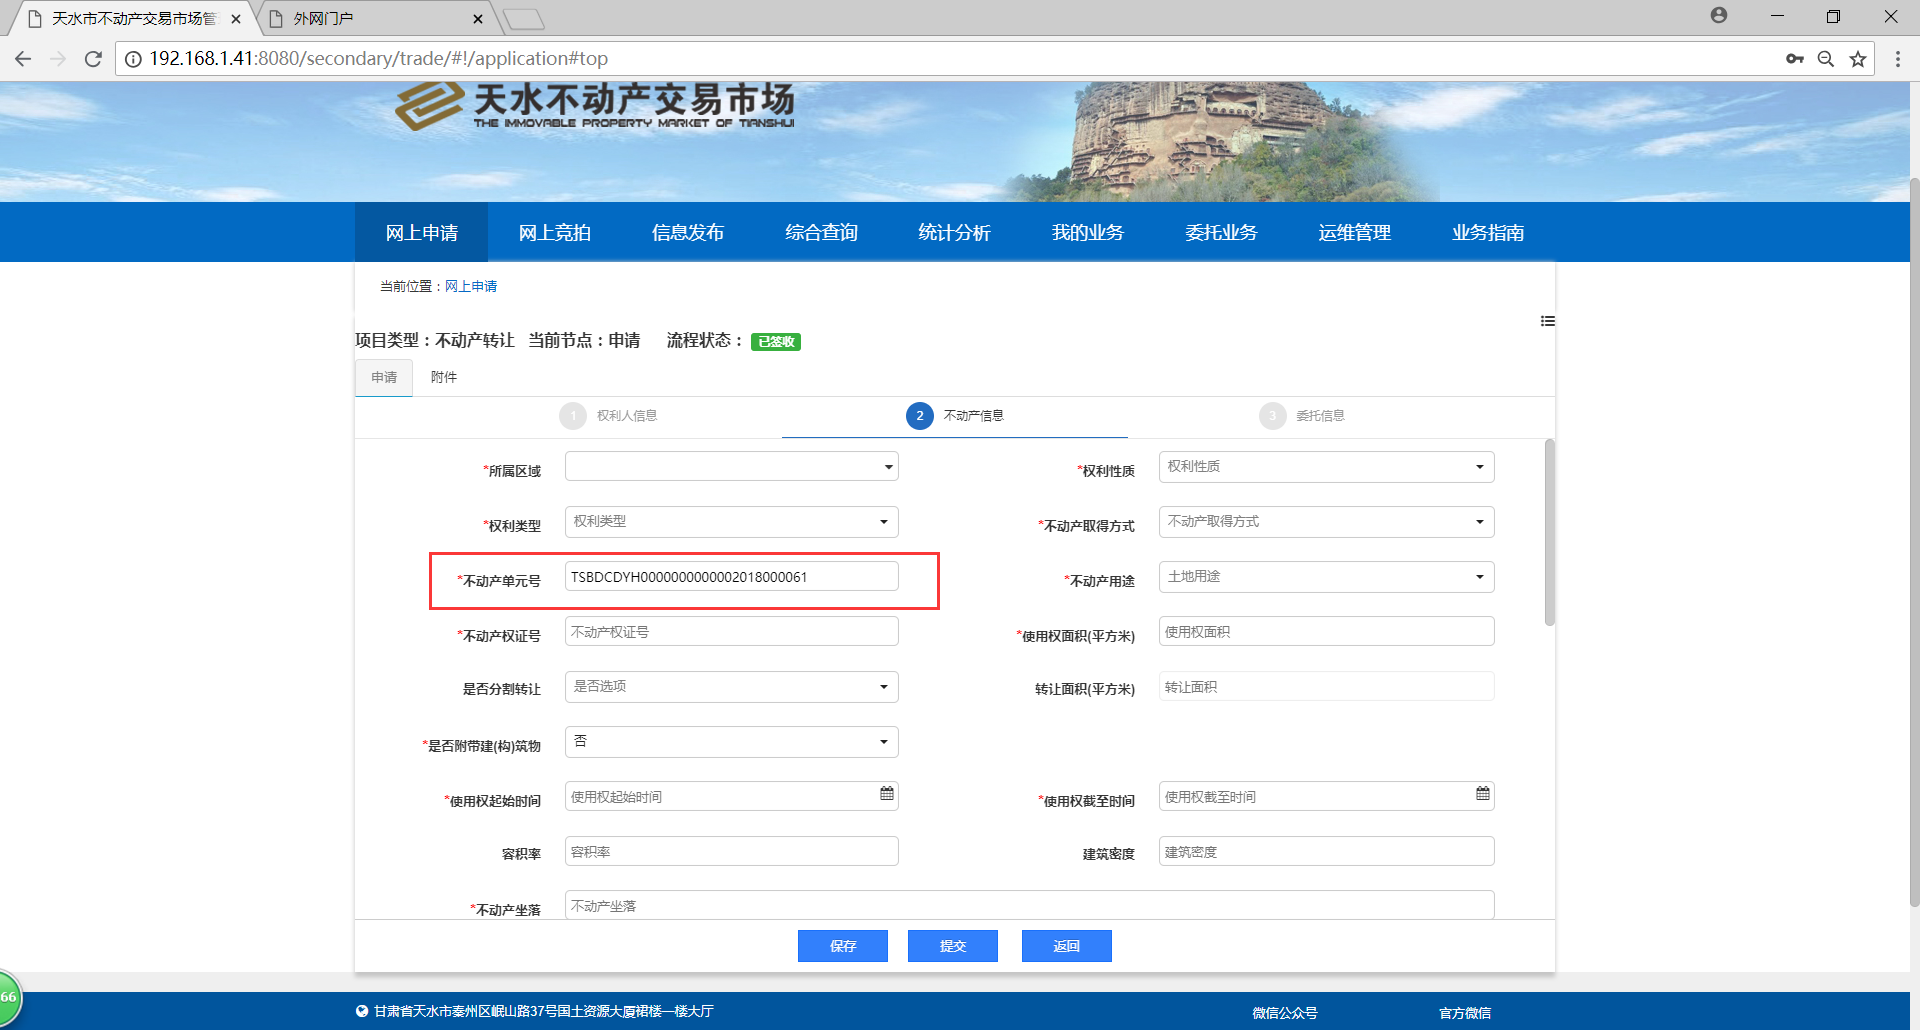 天水市不动产交易市场管
外网门户
192.168.1.41:8080/secondary/trade/#!/application#top
天水不动产交易市场
THE IMMOVABLE PROPERTY MARKET OF TIANSHUI
网上申请 网上竞拍 信息发布 综合查询 统计分析 我的业务 委托业务 运维管理 业务指南
当前位置：网上申请
项目类型：不动产转让 当前节点：申请 流程状态： 已签收
申请 附件
1 权利人信息 2 不动产信息 3 委托信息
*所属区域 *权利性质 权利性质
*权利类型 权利类型 *不动产取得方式 不动产取得方式
*不动产单元号 TSBDCDYH0000000000002018000061 *不动产用途 土地用途
*不动产权证号 不动产权证号 *使用权面积(平方米) 使用权面积
是否分割转让 是否选项 转让面积(平方米) 转让面积
*是否附带建(构)筑物 否
*使用权起始时间 使用权起始时间 *使用权截至时间 使用权截至时间
容积率 容积率 建筑密度 建筑密度
*不动产坐落 不动产坐落
保存 提交 返回
66
甘肃省天水市秦州区岷山路37号国土资源大厦裙楼一楼大厅 微信公众号 官方微信